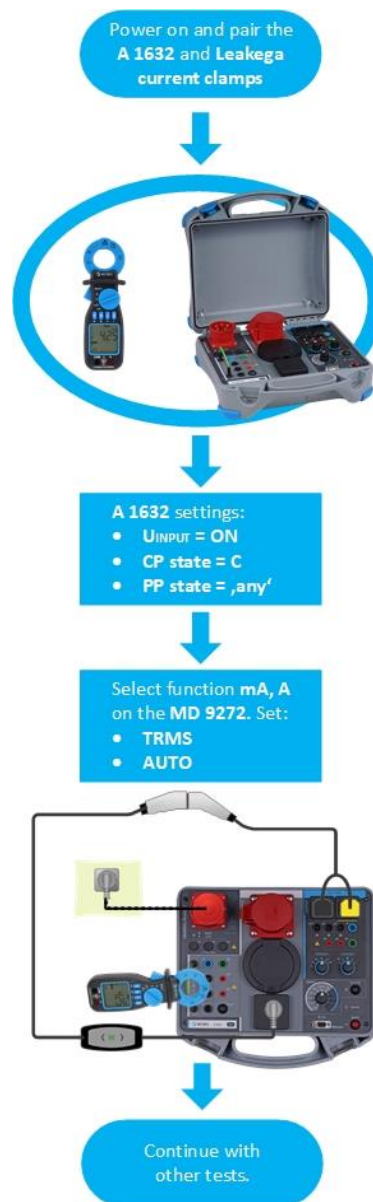 Power on and pair the
A 1632 and Leakega
current clamps
A 1632 settings:
• UINPUT = ON
• CP state = C
• PP state = ‚any‘
Select function mA, A
on the MD 9272. Set:
• TRMS
• AUTO
Continue with
other tests.